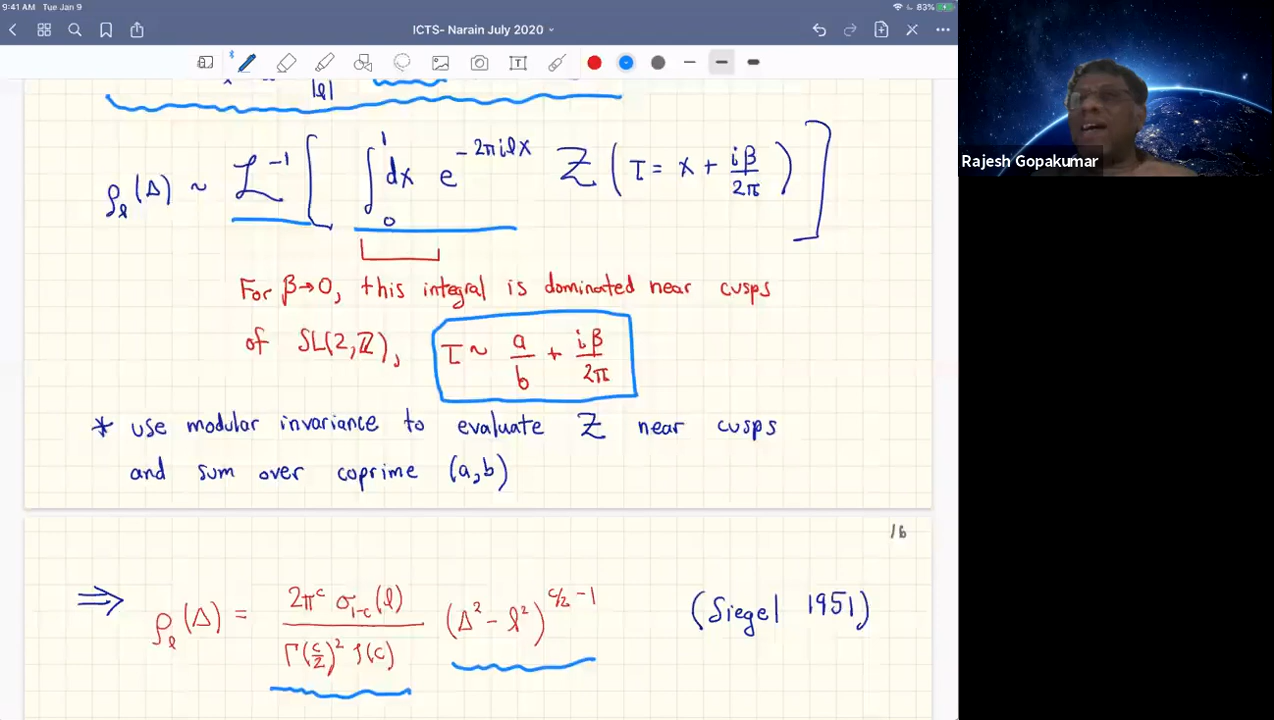 9:41 AM Tue Jan 9
83%
ICTS- Narain July 2020
|ℓ|
ρ_ℓ(Δ) ~ ℒ^{-1} [ ∫_0^1 dx e^{-2πiℓx} Z ( τ = x + iβ/2π ) ]
Rajesh Gopakumar
For β→0, this integral is dominated near cusps
of SL(2,ℤ), τ ~ a/b + iβ/2π
* use modular invariance to evaluate Z near cusps
and sum over coprime (a,b)
16
⇒ ρ_ℓ(Δ) = 2π^c σ_{1-c}(ℓ) / Γ(c/2)^2 ζ(c) (Δ^2 - ℓ^2)^{c/2 - 1} (Siegel 1951)